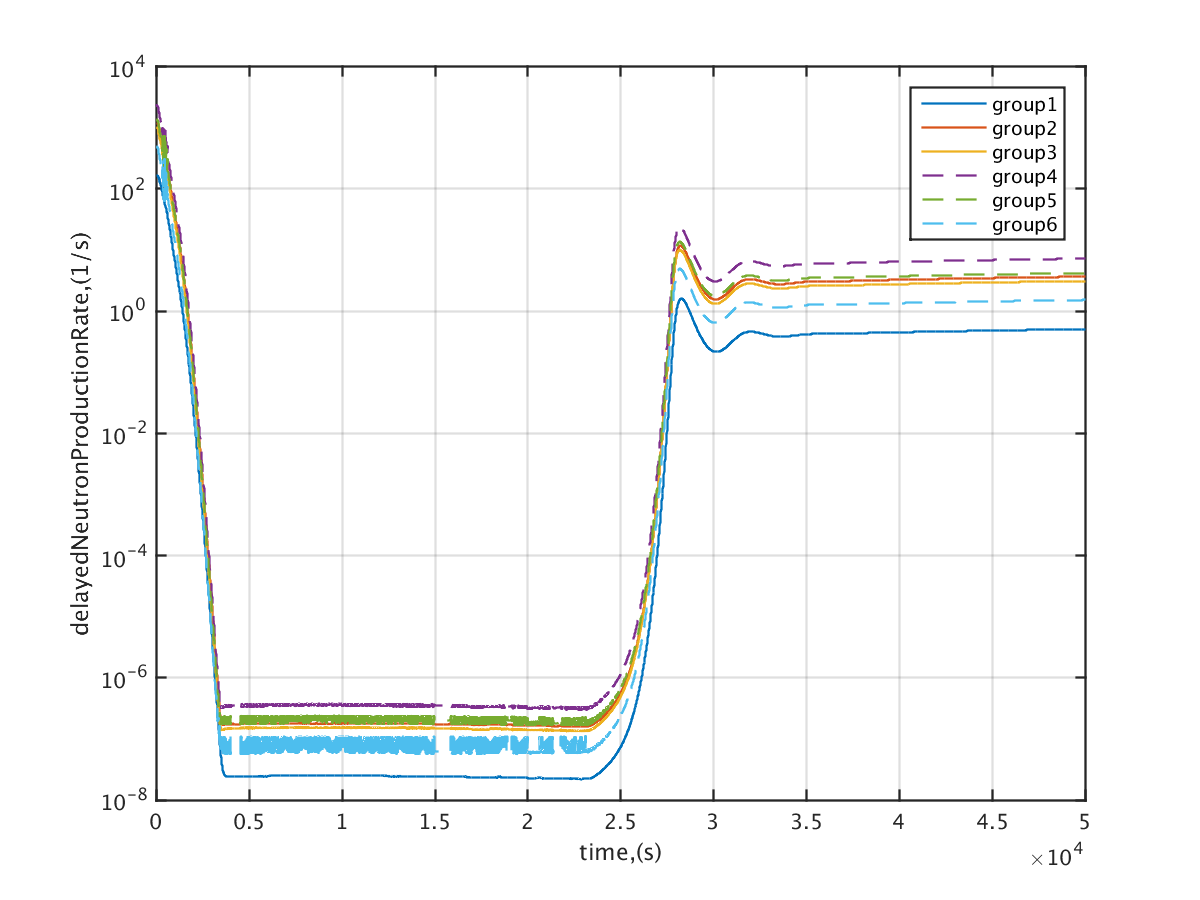 10^4
10^2
10^0
10^-2
10^-4
10^-6
10^-8
delayedNeutronProductionRate,(1/s)
group1
group2
group3
group4
group5
group6
0 0.5 1 1.5 2 2.5 3 3.5 4 4.5 5
time,(s)
×10^4